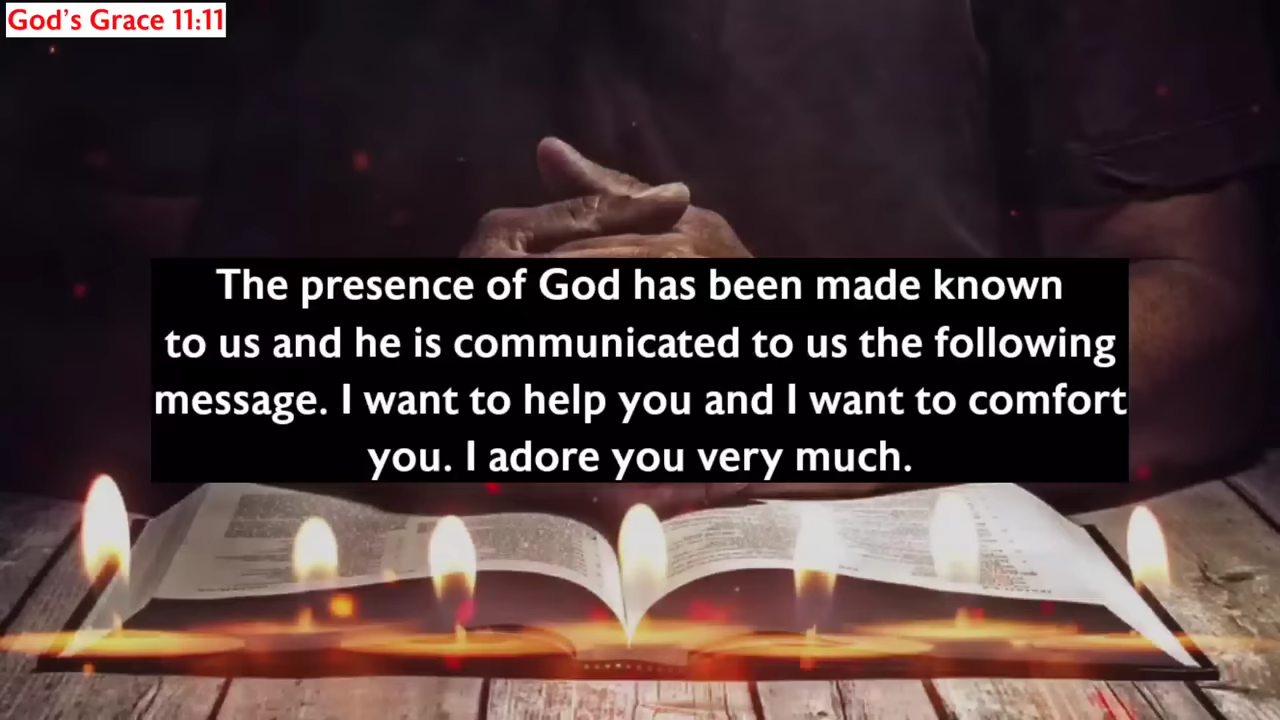 God's Grace 11:11
The presence of God has been made known
to us and he is communicated to us the following
message. I want to help you and I want to comfort
you. I adore you very much.